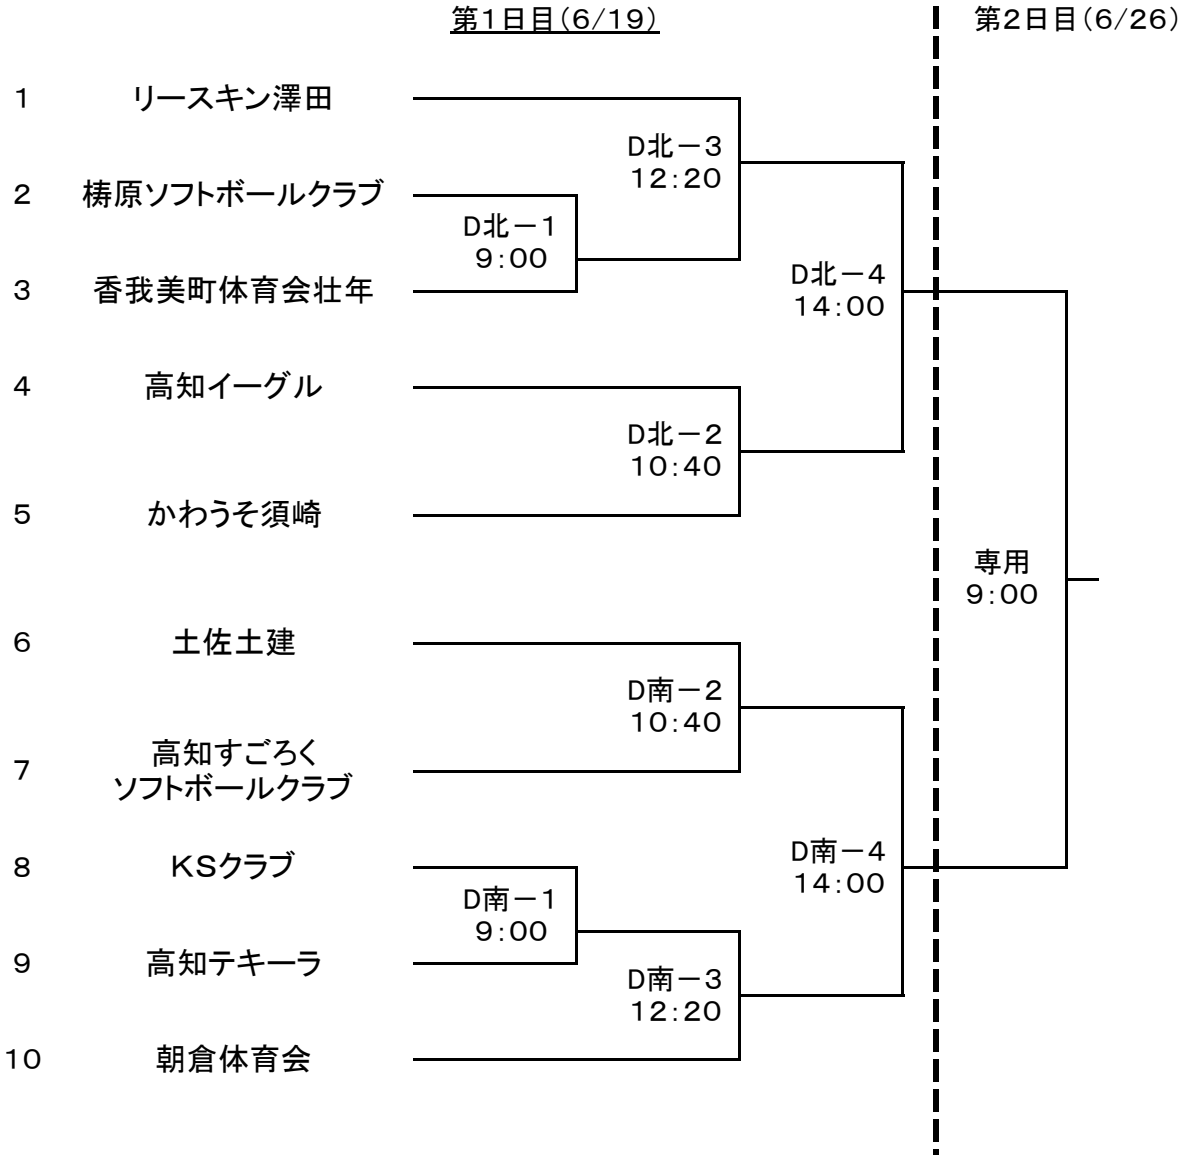 第1日目(6/19)
第2日目(6/26)
1 リースキン澤田
D北－3
12:20
2 梼原ソフトボールクラブ
D北－1
9:00
3 香我美町体育会壮年
D北－4
14:00
4 高知イーグル
D北－2
10:40
5 かわうそ須崎
専用
9:00
6 土佐土建
D南－2
10:40
7 高知すごろく
ソフトボールクラブ
8 KSクラブ
D南－4
14:00
D南－1
9:00
9 高知テキーラ
D南－3
12:20
10 朝倉体育会